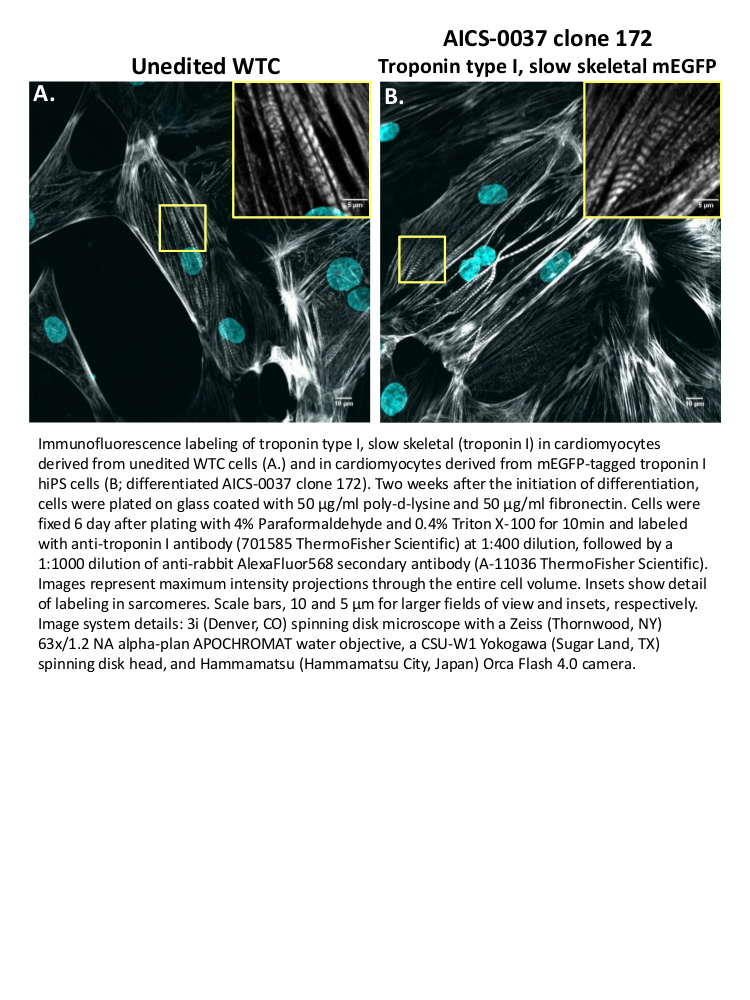 AICS-0037 clone 172
Unedited WTC
Troponin type I, slow skeletal mEGFP
A.
B.
5 µm
5 µm
10 µm
10 µm
Immunofluorescence labeling of troponin type I, slow skeletal (troponin I) in cardiomyocytes
derived from unedited WTC cells (A.) and in cardiomyocytes derived from mEGFP-tagged troponin I
hiPS cells (B; differentiated AICS-0037 clone 172). Two weeks after the initiation of differentiation,
cells were plated on glass coated with 50 µg/ml poly-d-lysine and 50 µg/ml fibronectin. Cells were
fixed 6 day after plating with 4% Paraformaldehyde and 0.4% Triton X-100 for 10min and labeled
with anti-troponin I antibody (701585 ThermoFisher Scientific) at 1:400 dilution, followed by a
1:1000 dilution of anti-rabbit AlexaFluor568 secondary antibody (A-11036 ThermoFisher Scientific).
Images represent maximum intensity projections through the entire cell volume. Insets show detail
of labeling in sarcomeres. Scale bars, 10 and 5 µm for larger fields of view and insets, respectively.
Image system details: 3i (Denver, CO) spinning disk microscope with a Zeiss (Thornwood, NY)
63x/1.2 NA alpha-plan APOCHROMAT water objective, a CSU-W1 Yokogawa (Sugar Land, TX)
spinning disk head, and Hammamatsu (Hammamatsu City, Japan) Orca Flash 4.0 camera.